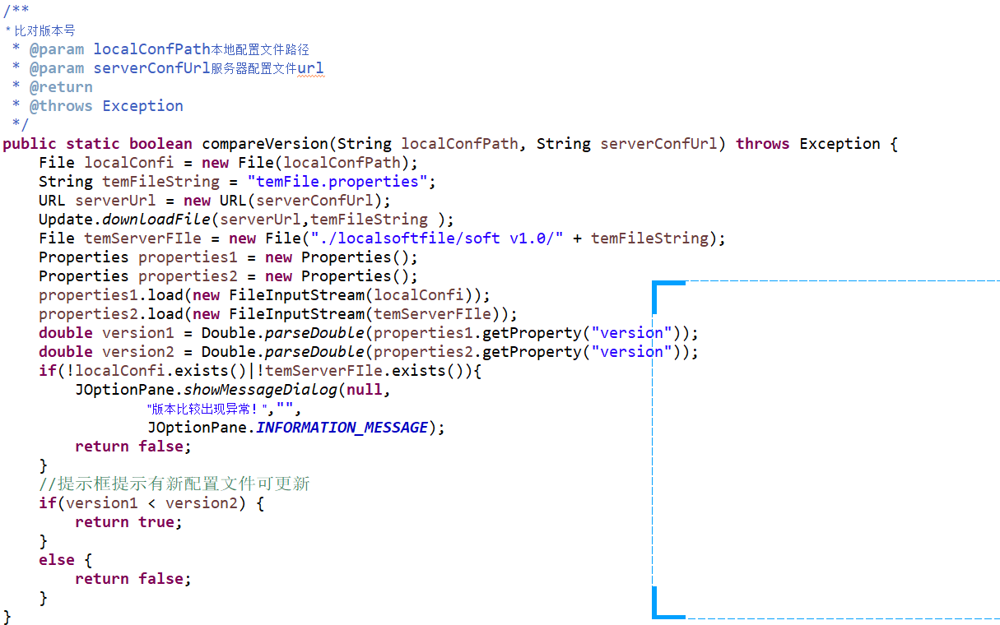 /**
* 比对版本号
 * @param localConfPath本地配置文件路径
 * @param serverConfUrl服务器配置文件url
 * @return
 * @throws Exception
 */
public static boolean compareVersion(String localConfPath, String serverConfUrl) throws Exception {
    File localConfi = new File(localConfPath);
    String temFileString = "temFile.properties";
    URL serverUrl = new URL(serverConfUrl);
    Update.downloadFile(serverUrl,temFileString );
    File temServerFIle = new File("./localsoftfile/soft v1.0/" + temFileString);
    Properties properties1 = new Properties();
    Properties properties2 = new Properties();
    properties1.load(new FileInputStream(localConfi));
    properties2.load(new FileInputStream(temServerFIle));
    double version1 = Double.parseDouble(properties1.getProperty("version"));
    double version2 = Double.parseDouble(properties2.getProperty("version"));
    if(!localConfi.exists()|!temServerFIle.exists()){
        JOptionPane.showMessageDialog(null,
                "版本比较出现异常！","",
                JOptionPane.INFORMATION_MESSAGE);
        return false;
    }
    //提示框提示有新配置文件可更新
    if(version1 < version2) {
        return true;
    }
    else {
        return false;
    }
}